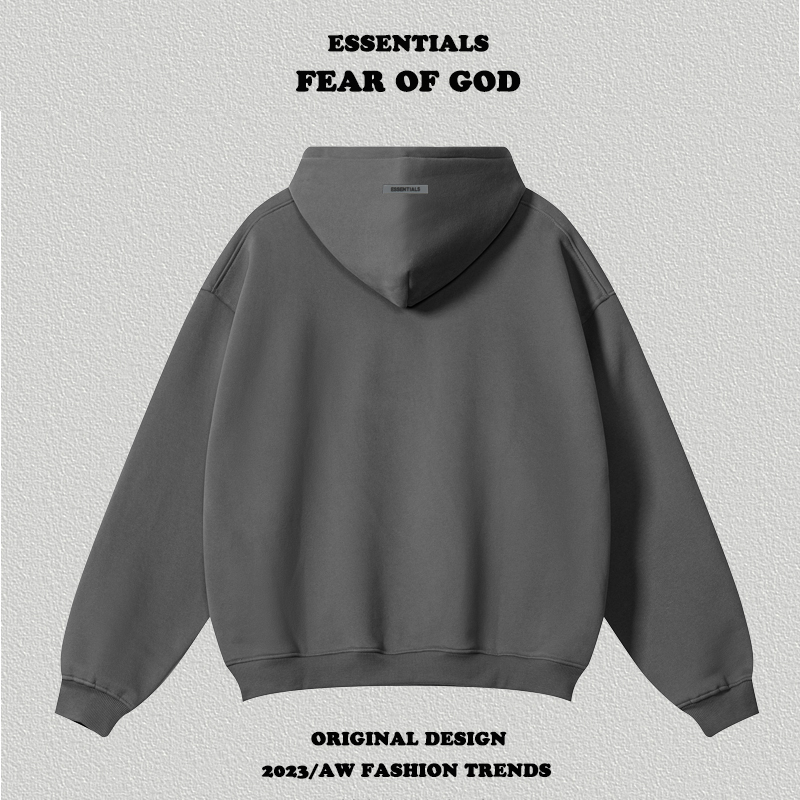 ESSENTIALS
FEAR OF GOD
ESSENTIALS
ORIGINAL DESIGN
2023/AW FASHION TRENDS